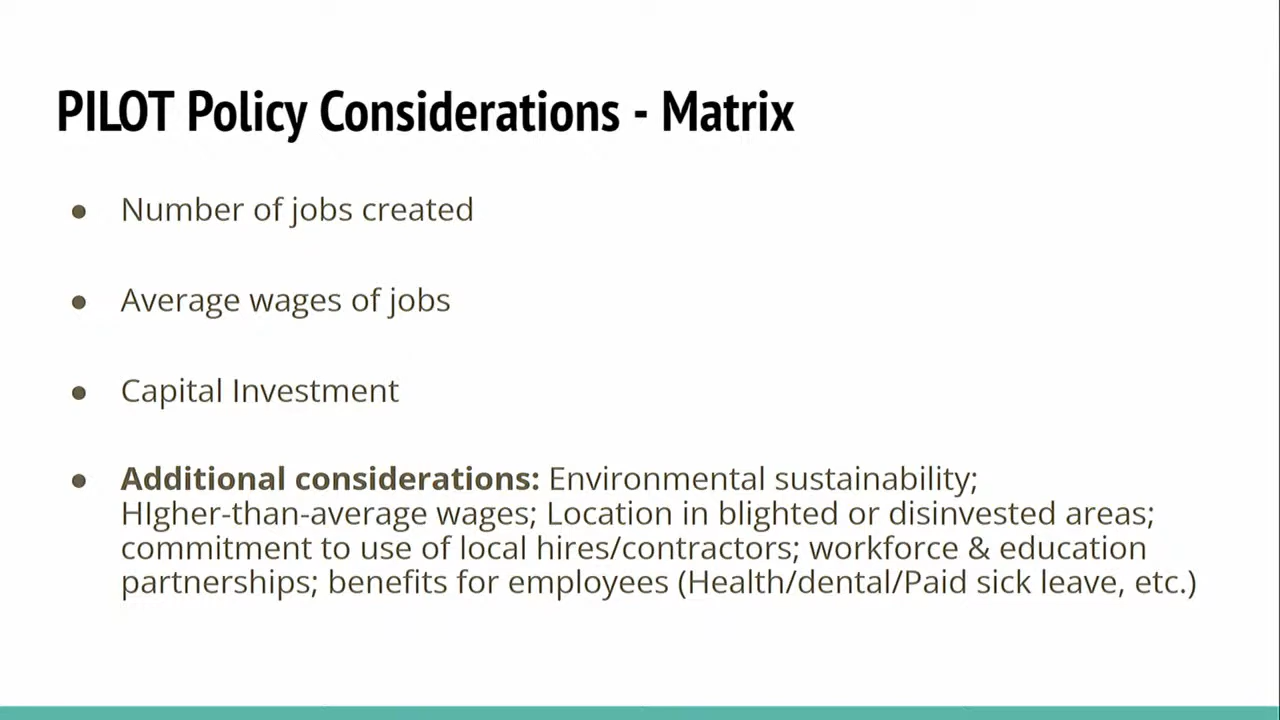 PILOT Policy Considerations - Matrix
● Number of jobs created
● Average wages of jobs
● Capital Investment
● Additional considerations: Environmental sustainability;
HIgher-than-average wages; Location in blighted or disinvested areas;
commitment to use of local hires/contractors; workforce & education
partnerships; benefits for employees (Health/dental/Paid sick leave, etc.)